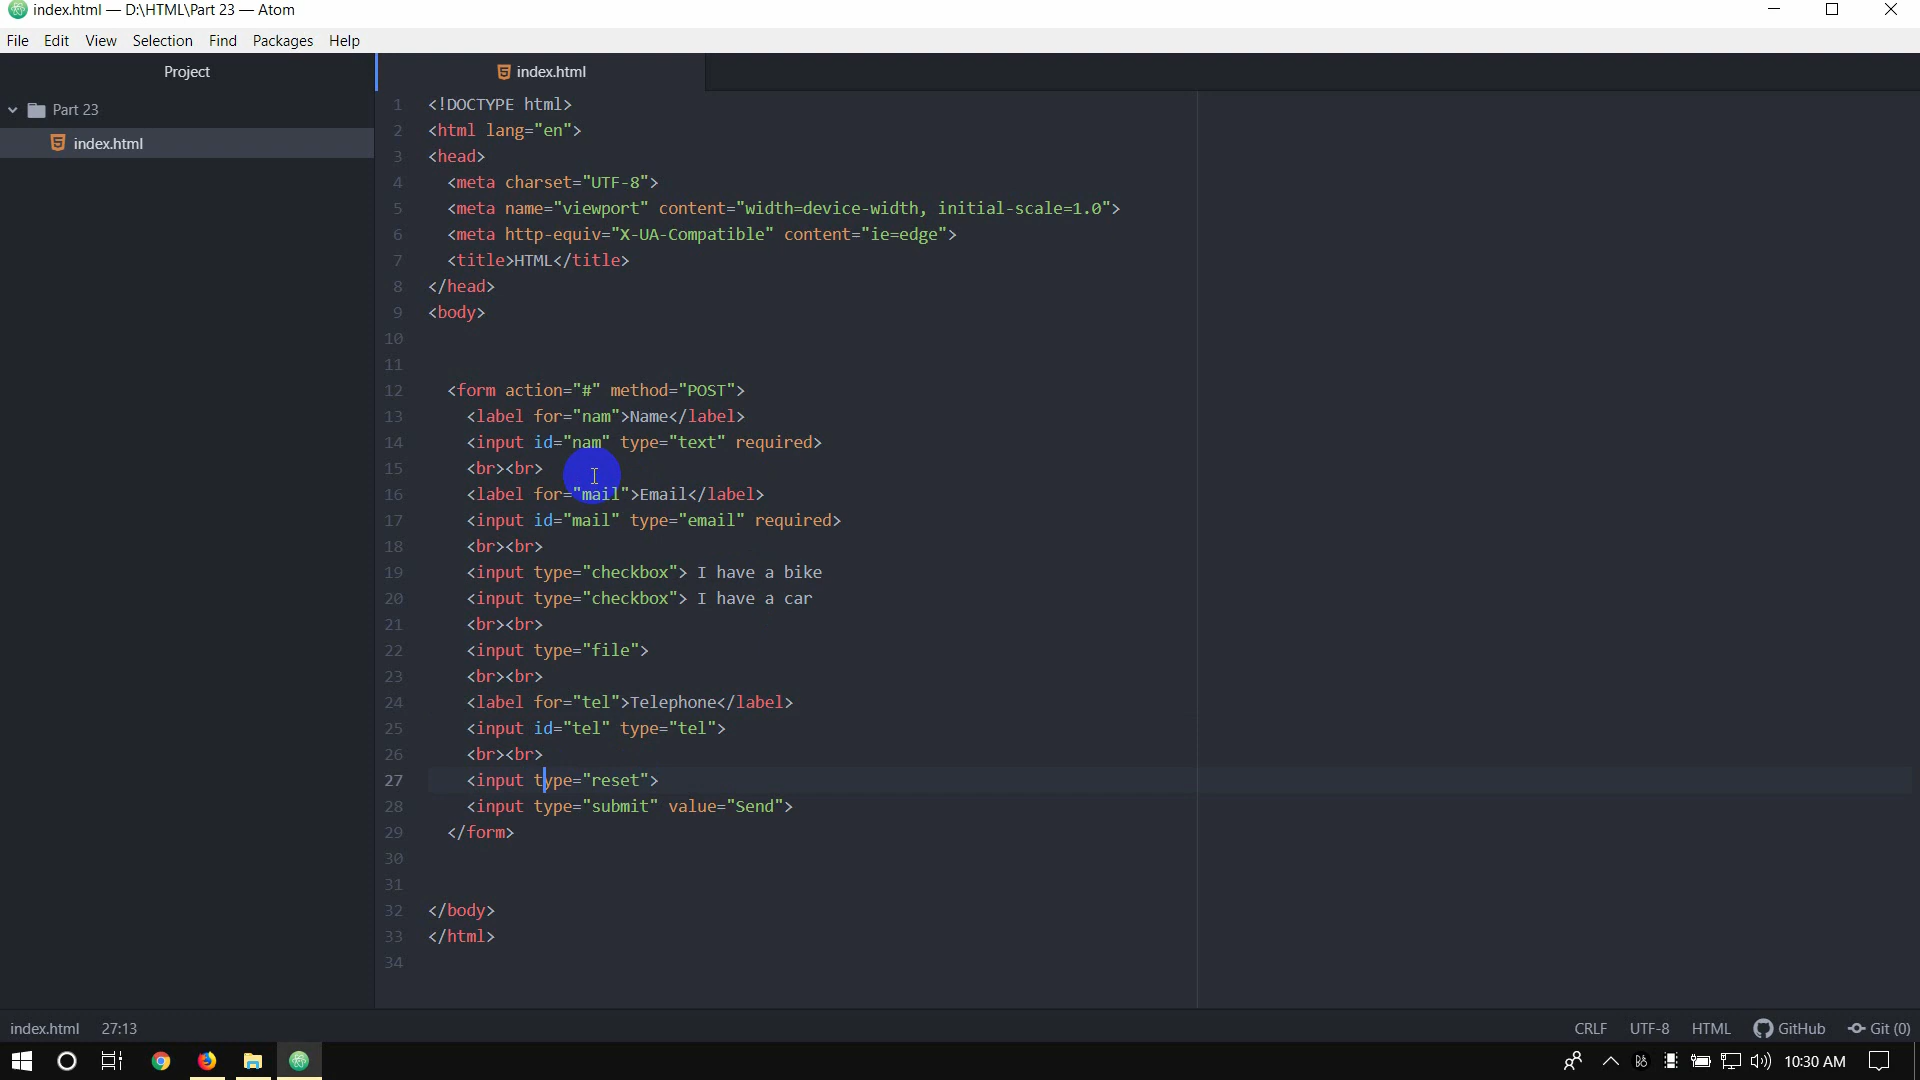 index.html — D:\HTML\Part 23 — Atom
File Edit View Selection Find Packages Help
Project
index.html
Part 23
index.html
1 <!DOCTYPE html>
2 <html lang="en">
3 <head>
4 <meta charset="UTF-8">
5 <meta name="viewport" content="width=device-width, initial-scale=1.0">
6 <meta http-equiv="X-UA-Compatible" content="ie=edge">
7 <title>HTML</title>
8 </head>
9 <body>
10
11
12 <form action="#" method="POST">
13 <label for="nam">Name</label>
14 <input id="nam" type="text" required>
15 <br><br>
16 <label for="mail">Email</label>
17 <input id="mail" type="email" required>
18 <br><br>
19 <input type="checkbox"> I have a bike
20 <input type="checkbox"> I have a car
21 <br><br>
22 <input type="file">
23 <br><br>
24 <label for="tel">Telephone</label>
25 <input id="tel" type="tel">
26 <br><br>
27 <input type="reset">
28 <input type="submit" value="Send">
29 </form>
30
31
32 </body>
33 </html>
34
index.html 27:13 CRLF UTF-8 HTML GitHub Git (0)
10:30 AM